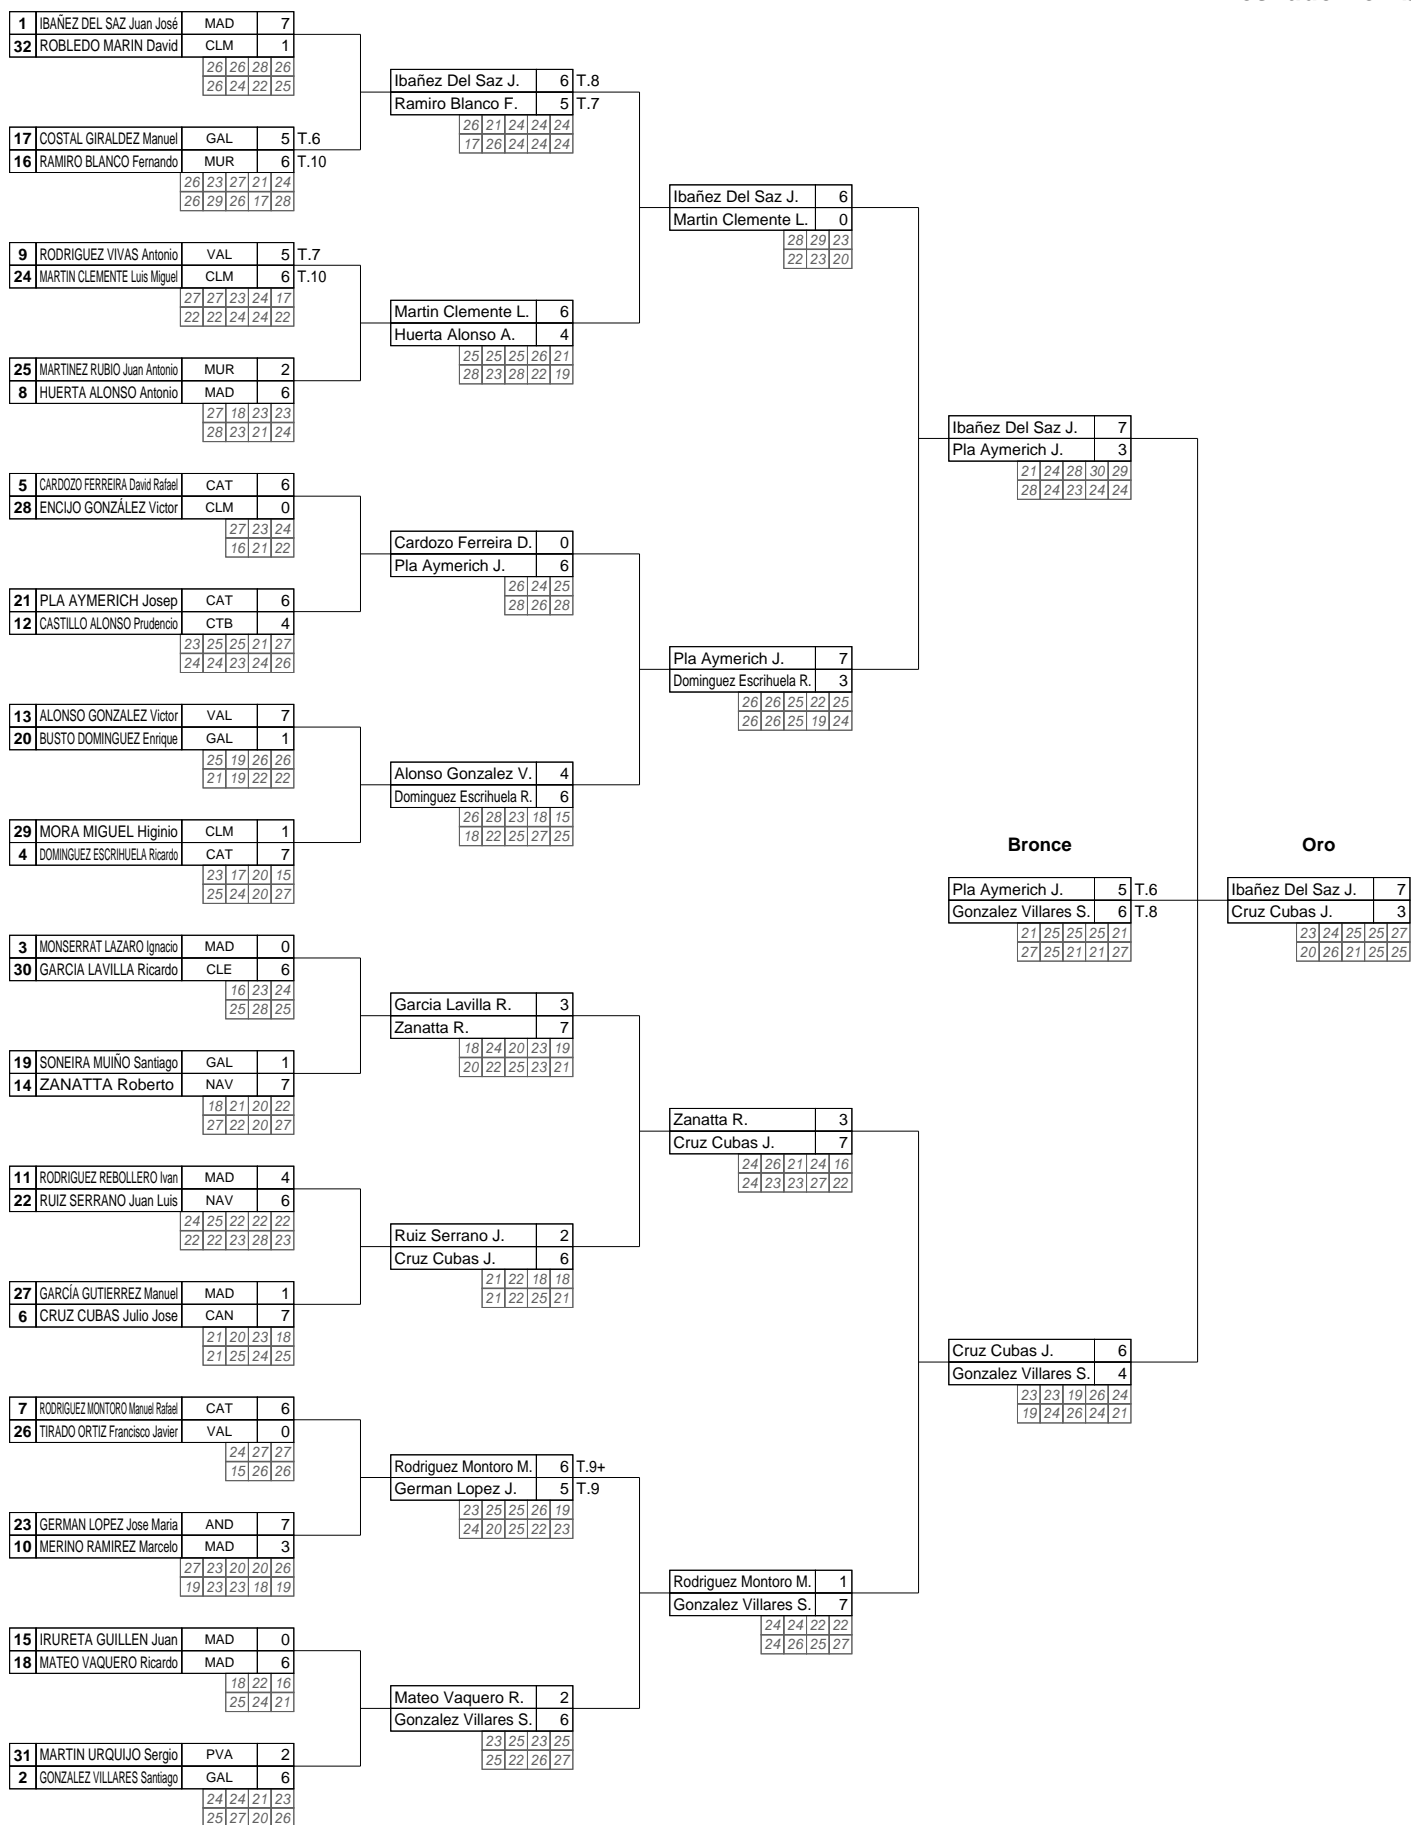 1 IBAÑEZ DEL SAZ Juan José MAD 7
32 ROBLEDO MARIN David CLM 1
26 26 28 26
26 24 22 25
17 COSTAL GIRALDEZ Manuel GAL 5 T.6
16 RAMIRO BLANCO Fernando MUR 6 T.10
26 23 27 21 24
26 29 26 17 28
9 RODRIGUEZ VIVAS Antonio VAL 5 T.7
24 MARTIN CLEMENTE Luis Miguel CLM 6 T.10
27 27 23 24 17
22 22 24 24 22
25 MARTINEZ RUBIO Juan Antonio MUR 2
8 HUERTA ALONSO Antonio MAD 6
27 18 23 23
28 23 21 24
5 CARDOZO FERREIRA David Rafael CAT 6
28 ENCIJO GONZÁLEZ Victor CLM 0
27 23 24
16 21 22
21 PLA AYMERICH Josep CAT 6
12 CASTILLO ALONSO Prudencio CTB 4
23 25 25 21 27
24 24 23 24 26
13 ALONSO GONZALEZ Victor VAL 7
20 BUSTO DOMINGUEZ Enrique GAL 1
25 19 26 26
21 19 22 22
29 MORA MIGUEL Higinio CLM 1
4 DOMINGUEZ ESCRIHUELA Ricardo CAT 7
23 17 20 15
25 24 20 27
3 MONSERRAT LAZARO Ignacio MAD 0
30 GARCIA LAVILLA Ricardo CLE 6
16 23 24
25 28 25
19 SONEIRA MUIÑO Santiago GAL 1
14 ZANATTA Roberto NAV 7
18 21 20 22
27 22 20 27
11 RODRIGUEZ REBOLLERO Ivan MAD 4
22 RUIZ SERRANO Juan Luis NAV 6
24 25 22 22 22
22 22 23 28 23
27 GARCÍA GUTIERREZ Manuel MAD 1
6 CRUZ CUBAS Julio Jose CAN 7
21 20 23 18
21 25 24 25
7 RODRIGUEZ MONTORO Manuel Rafael CAT 6
26 TIRADO ORTIZ Francisco Javier VAL 0
24 27 27
15 26 26
23 GERMAN LOPEZ Jose Maria AND 7
10 MERINO RAMIREZ Marcelo MAD 3
27 23 20 20 26
19 23 23 18 19
15 IRURETA GUILLEN Juan MAD 0
18 MATEO VAQUERO Ricardo MAD 6
18 22 16
25 24 21
31 MARTIN URQUIJO Sergio PVA 2
2 GONZALEZ VILLARES Santiago GAL 6
24 24 21 23
25 27 20 26
Ibañez Del Saz J. 6 T.8
Ramiro Blanco F. 5 T.7
26 21 24 24 24
17 26 24 24 24
Martin Clemente L. 6
Huerta Alonso A. 4
25 25 25 26 21
28 23 28 22 19
Cardozo Ferreira D. 0
Pla Aymerich J. 6
26 24 25
28 26 28
Alonso Gonzalez V. 4
Dominguez Escrihuela R. 6
26 28 23 18 15
18 22 25 27 25
Garcia Lavilla R. 3
Zanatta R. 7
18 24 20 23 19
20 22 25 23 21
Ruiz Serrano J. 2
Cruz Cubas J. 6
21 22 18 18
21 22 25 21
Rodriguez Montoro M. 6 T.9+
German Lopez J. 5 T.9
23 25 25 26 19
24 20 25 22 23
Mateo Vaquero R. 2
Gonzalez Villares S. 6
23 25 23 25
25 22 26 27
Ibañez Del Saz J. 6
Martin Clemente L. 0
28 29 23
22 23 20
Pla Aymerich J. 7
Dominguez Escrihuela R. 3
26 26 25 22 25
26 26 25 19 24
Zanatta R. 3
Cruz Cubas J. 7
24 26 21 24 16
24 23 23 27 22
Rodriguez Montoro M. 1
Gonzalez Villares S. 7
24 24 22 22
24 26 25 27
Ibañez Del Saz J. 7
Pla Aymerich J. 3
21 24 28 30 29
28 24 23 24 24
Cruz Cubas J. 6
Gonzalez Villares S. 4
23 23 19 26 24
19 24 26 24 21
Bronce
Pla Aymerich J. 5 T.6
Gonzalez Villares S. 6 T.8
21 25 25 25 21
27 25 21 21 27
Oro
Ibañez Del Saz J. 7
Cruz Cubas J. 3
23 24 25 25 27
20 26 21 25 25